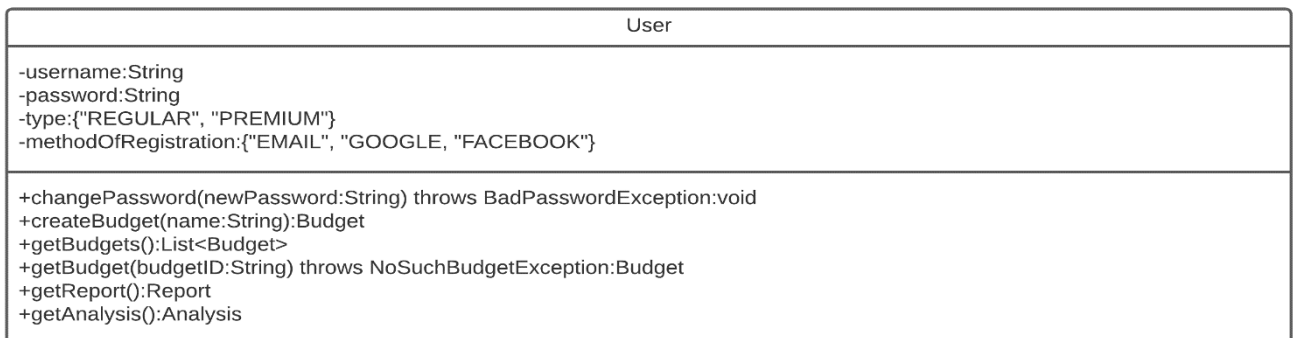 User
-username:String
-password:String
-type:{"REGULAR", "PREMIUM"}
-methodOfRegistration:{"EMAIL", "GOOGLE, "FACEBOOK"}
+changePassword(newPassword:String) throws BadPasswordException:void
+createBudget(name:String):Budget
+getBudgets():List<Budget>
+getBudget(budgetID:String) throws NoSuchBudgetException:Budget
+getReport():Report
+getAnalysis():Analysis